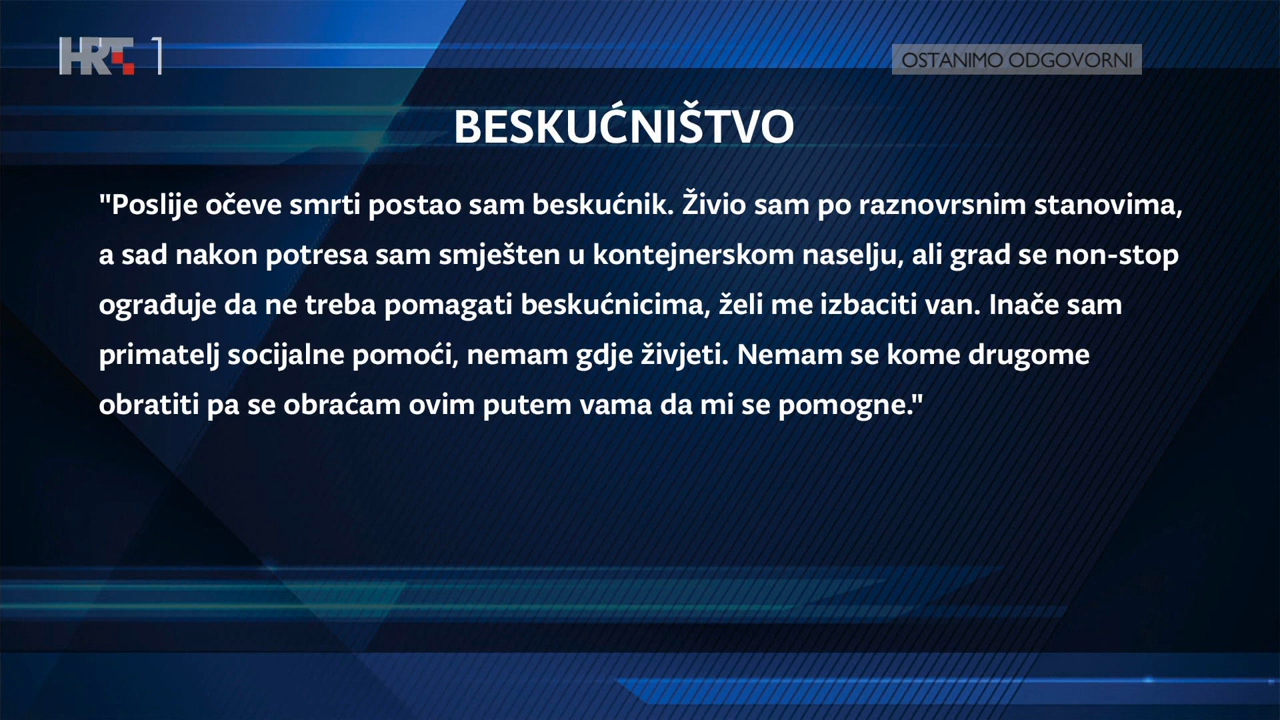 HRT 1
OSTANIMO ODGOVORNI
BESKUĆNIŠTVO
"Poslije očeve smrti postao sam beskućnik. Živio sam po raznovrsnim stanovima,
a sad nakon potresa sam smješten u kontejnerskom naselju, ali grad se non-stop
ograđuje da ne treba pomagati beskućnicima, želi me izbaciti van. Inače sam
primatelj socijalne pomoći, nemam gdje živjeti. Nemam se kome drugome
obratiti pa se obraćam ovim putem vama da mi se pomogne."